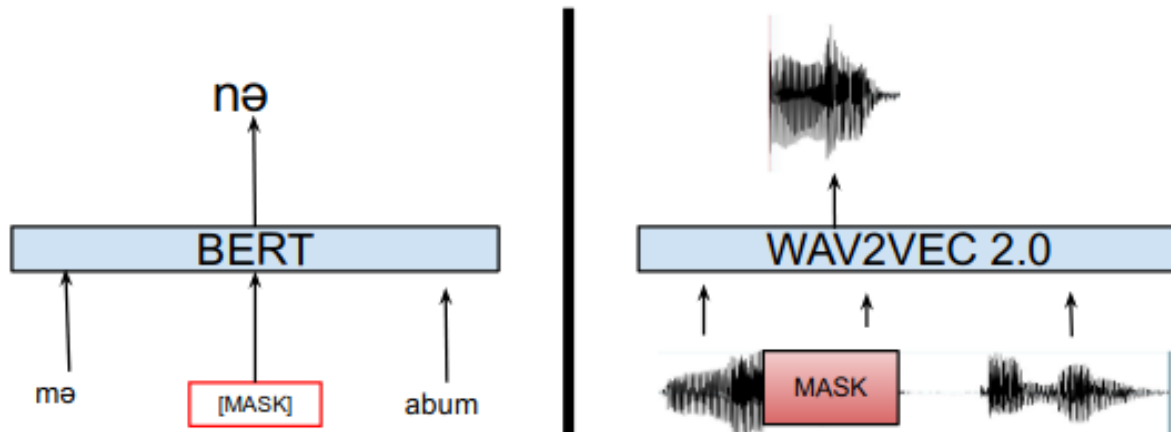 nə
BERT
mə
[MASK]
abum
WAV2VEC 2.0
MASK